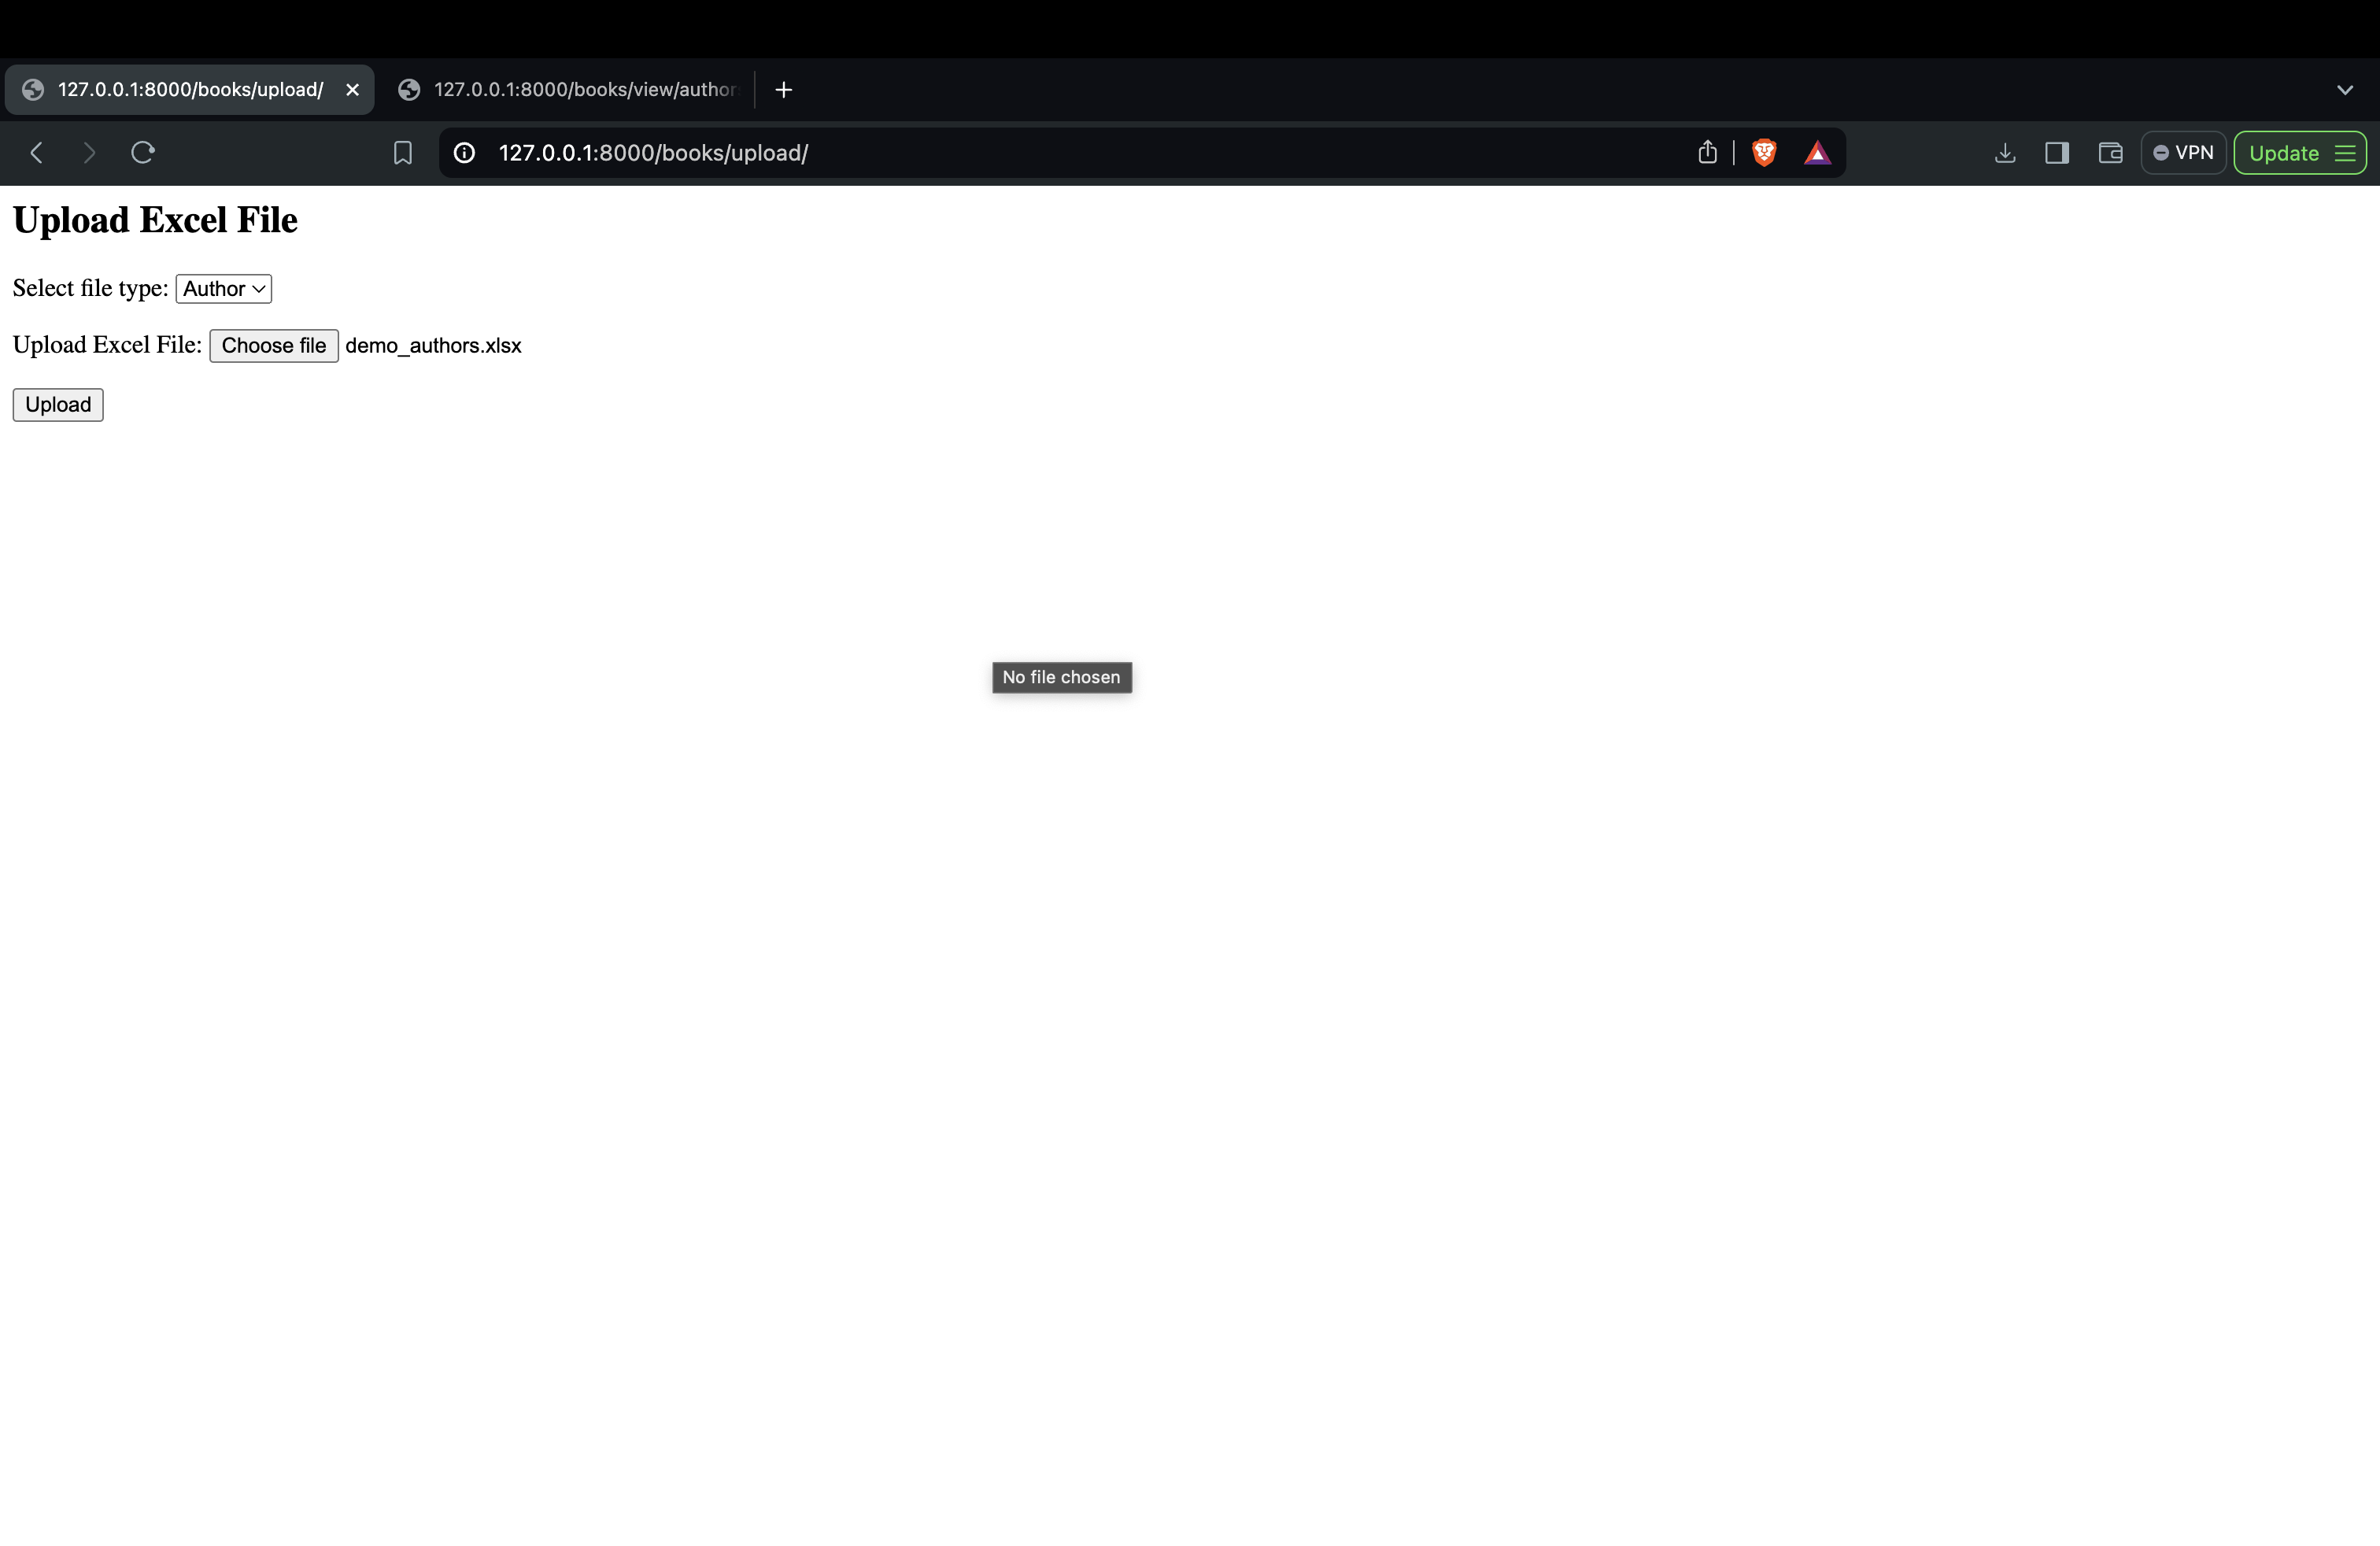 127.0.0.1:8000/books/upload/
127.0.0.1:8000/books/view/author
127.0.0.1:8000/books/upload/
VPN
Update
Upload Excel File
Select file type: Author
Upload Excel File: Choose file demo_authors.xlsx
Upload
No file chosen